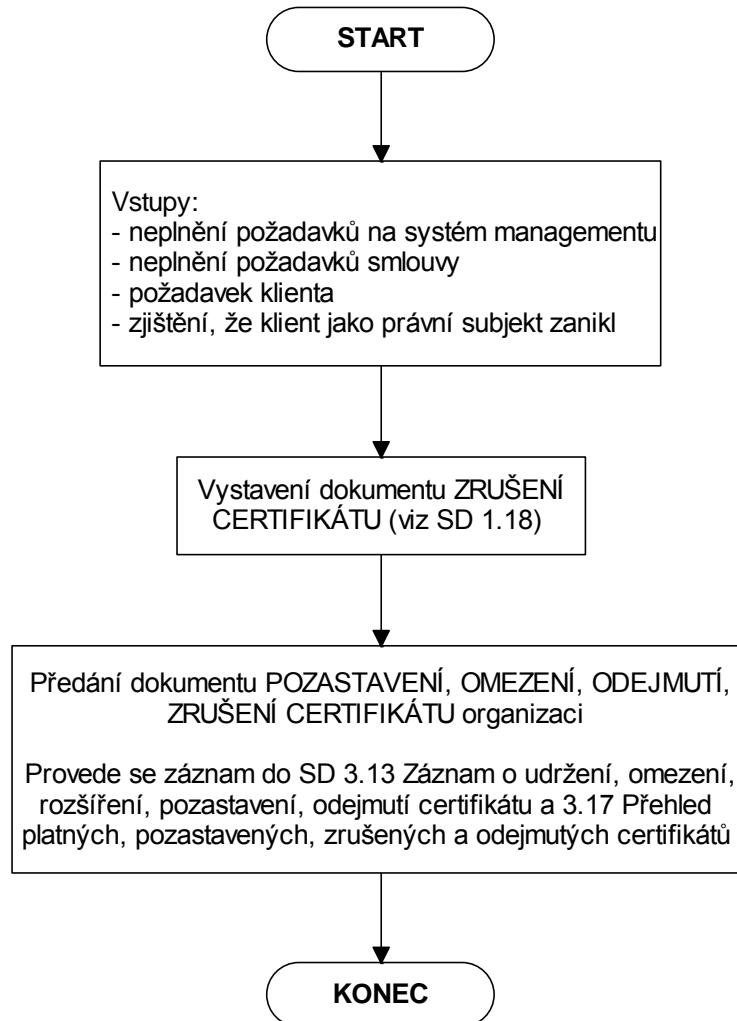 START
Vstupy:
- neplnění požadavků na systém managementu
- neplnění požadavků smlouvy
- požadavek klienta
- zjištění, že klient jako právní subjekt zanikl
Vystavení dokumentu ZRUŠENÍ
CERTIFIKÁTU (viz SD 1.18)
Předání dokumentu POZASTAVENÍ, OMEZENÍ, ODEJMUTÍ,
ZRUŠENÍ CERTIFIKÁTU organizaci
Provede se záznam do SD 3.13 Záznam o udržení, omezení,
rozšíření, pozastavení, odejmutí certifikátu a 3.17 Přehled
platných, pozastavených, zrušených a odejmutých certifikátů
KONEC